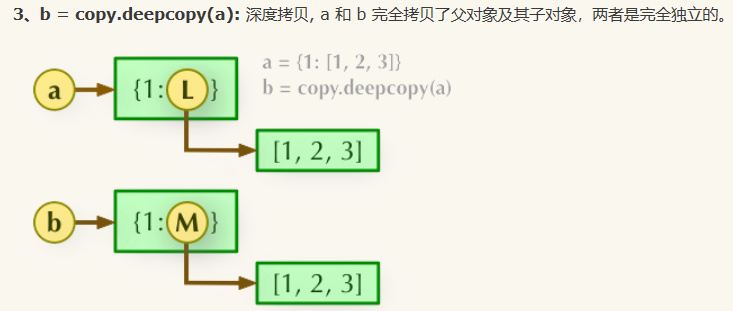 3、b = copy.deepcopy(a): 深度拷贝, a 和 b 完全拷贝了父对象及其子对象，两者是完全独立的。
a = {1: [1, 2, 3]}
b = copy.deepcopy(a)
a
{1: L }
[1, 2, 3]
b
{1: M }
[1, 2, 3]